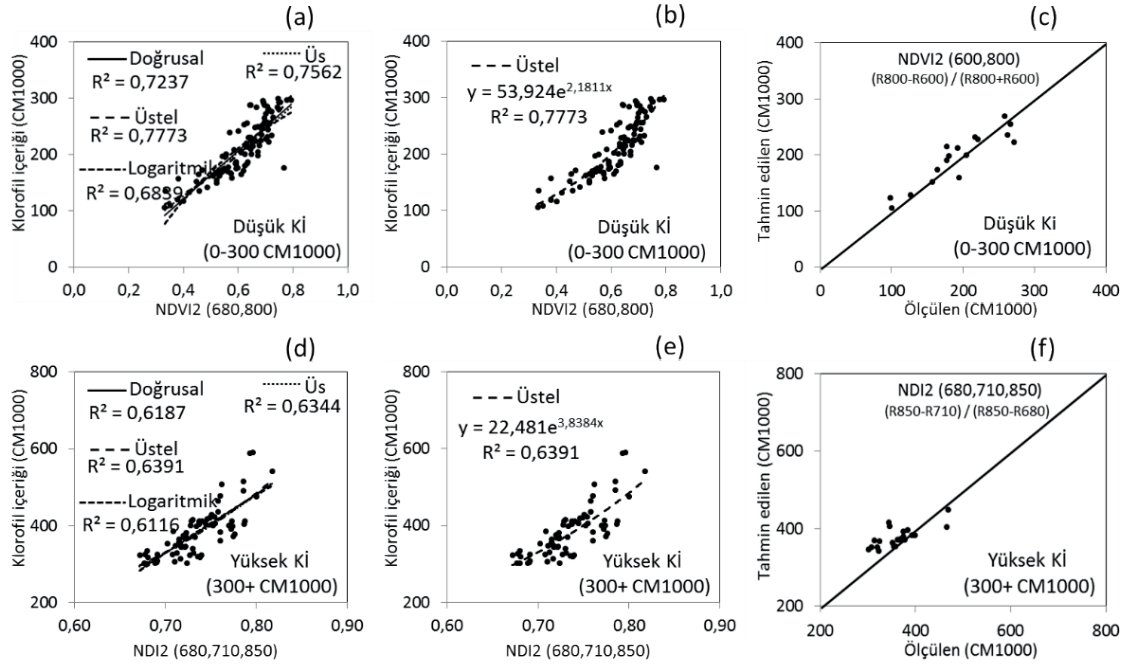 (a)
Klorofil içeriği (CM1000)
400
300
200
100
0
Doğrusal
R² = 0,7237
Üs
R² = 0,7562
Üstel
R² = 0,7773
Logaritmik
R² = 0,6839
Düşük Kİ
(0-300 CM1000)
0,0 0,2 0,4 0,6 0,8 1,0
NDVI2 (680,800)
(b)
Klorofil içeriği (CM1000)
400
300
200
100
0
Üstel
y = 53,924e2,1811x
R² = 0,7773
Düşük Kİ
(0-300 CM1000)
0,0 0,2 0,4 0,6 0,8 1,0
NDVI2 (680,800)
(c)
Tahmin edilen (CM1000)
400
300
200
100
0
NDVI2 (600,800)
(R800-R600) / (R800+R600)
Düşük Ki
(0-300 CM1000)
0 100 200 300 400
Ölçülen (CM1000)
(d)
Klorofil içeriği (CM1000)
800
600
400
200
Doğrusal
R² = 0,6187
Üs
R² = 0,6344
Üstel
R² = 0,6391
Logaritmik
R² = 0,6116
Yüksek Kİ
(300+ CM1000)
0,60 0,70 0,80 0,90
NDI2 (680,710,850)
(e)
Klorofil içeriği (CM1000)
800
600
400
200
Üstel
y = 22,481e3,8384x
R² = 0,6391
Yüksek Kİ
(300+ CM1000)
0,60 0,70 0,80 0,90
NDI2 (680,710,850)
(f)
Tahmin edilen (CM1000)
800
600
400
200
NDI2 (680,710,850)
(R850-R710) / (R850-R680)
Yüksek Kİ
(300+ CM1000)
200 400 600 800
Ölçülen (CM1000)